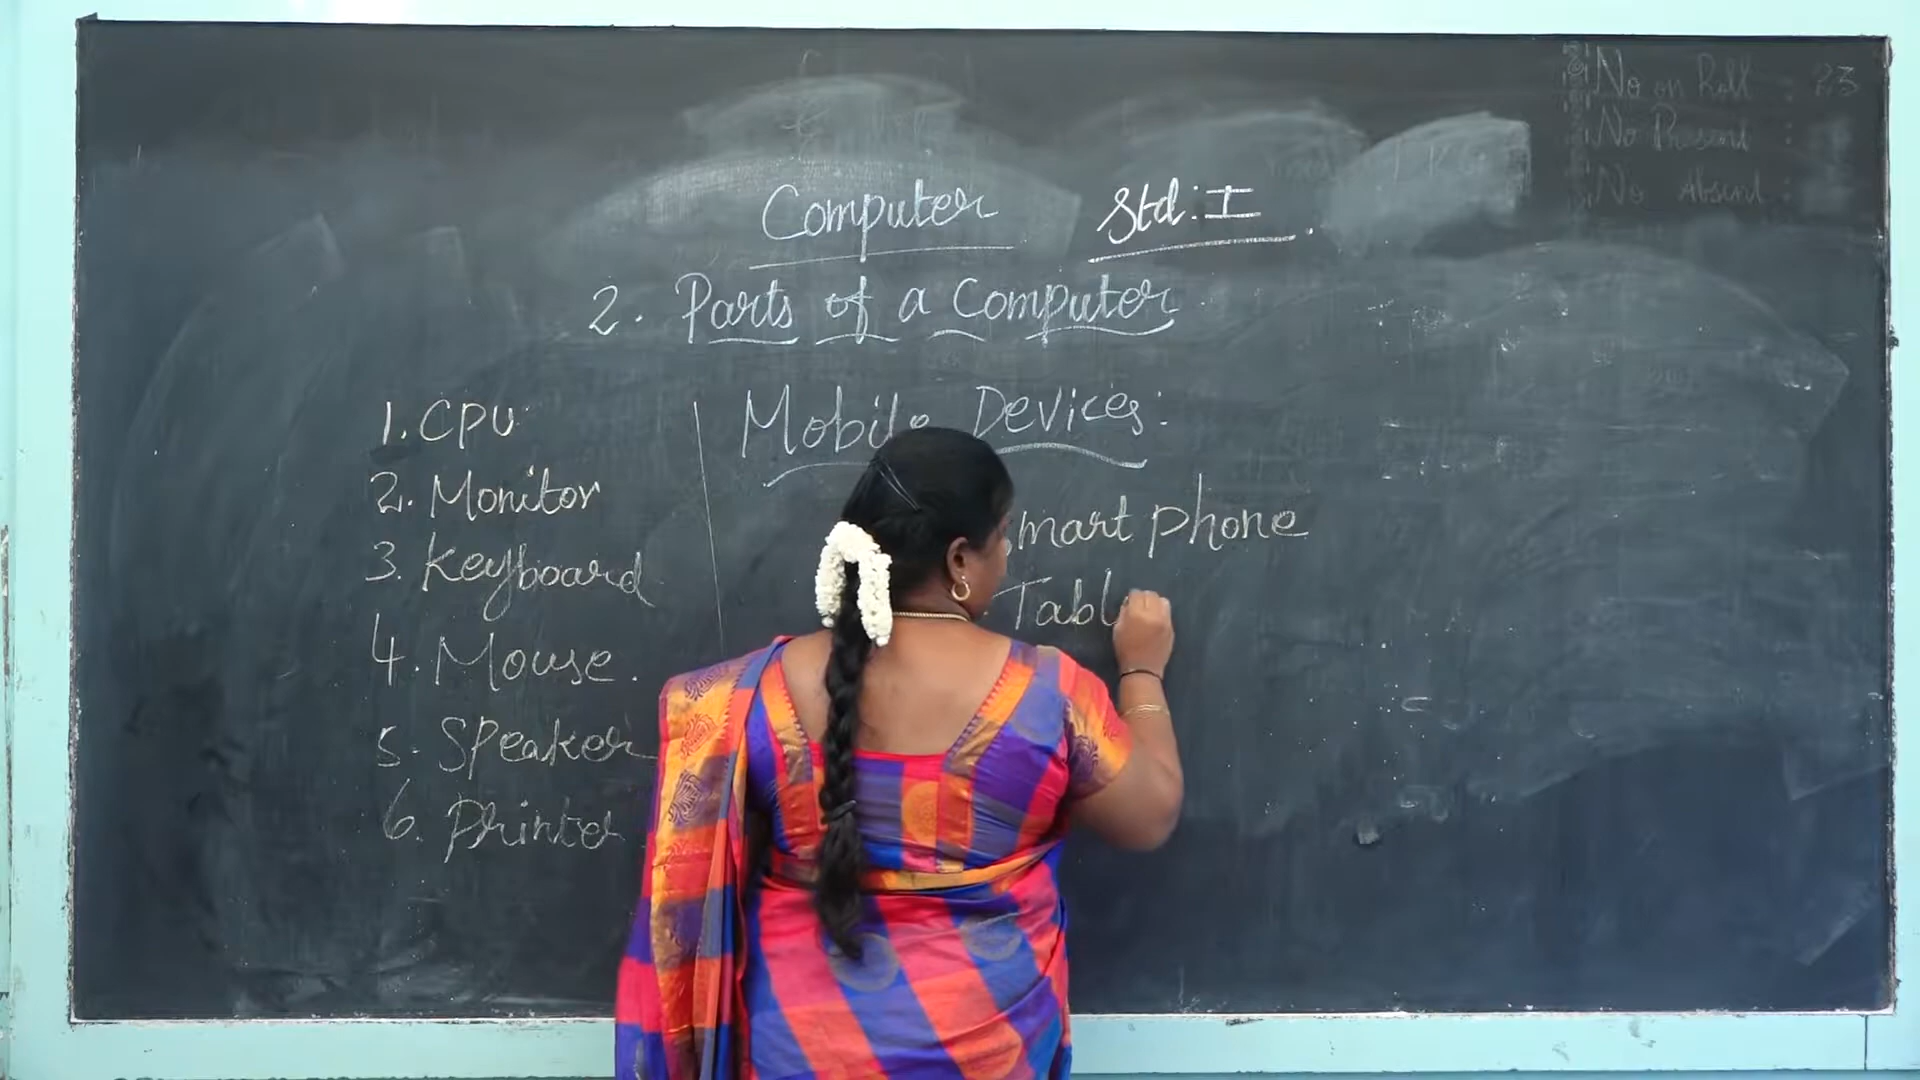 No on Roll : 23
No Present :
No Absent :
Computer Std: I
2. Parts of a Computer
1. CPU
2. Monitor
3. Keyboard
4. Mouse.
5. Speaker
6. Printer
Mobile Devices:
mart phone
Tabl